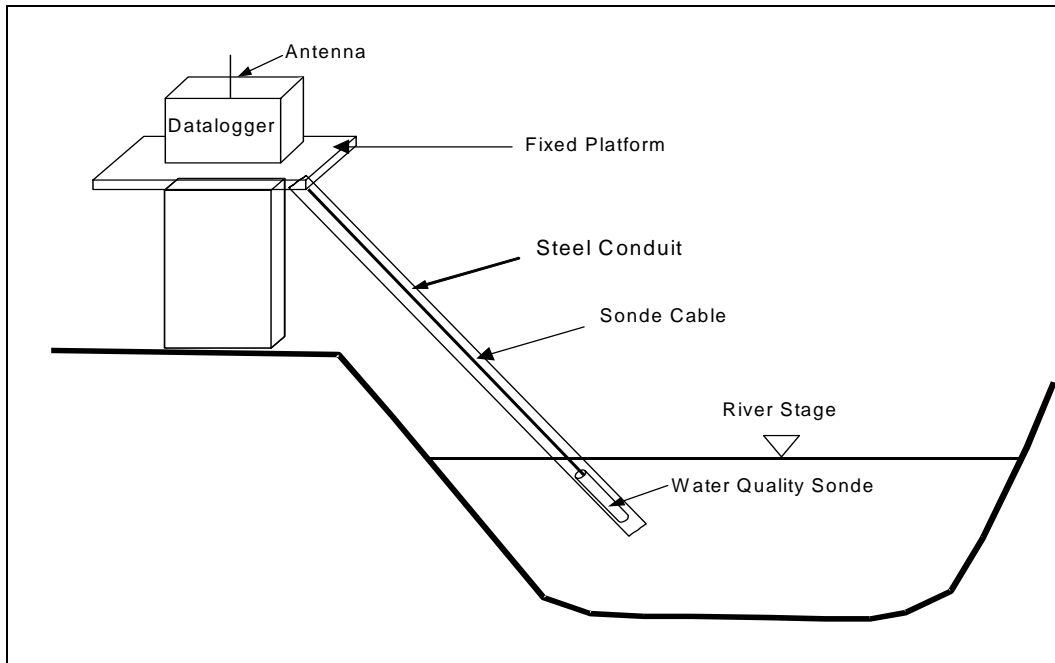 Antenna
Datalogger
Fixed Platform
Steel Conduit
Sonde Cable
River Stage
Water Quality Sonde